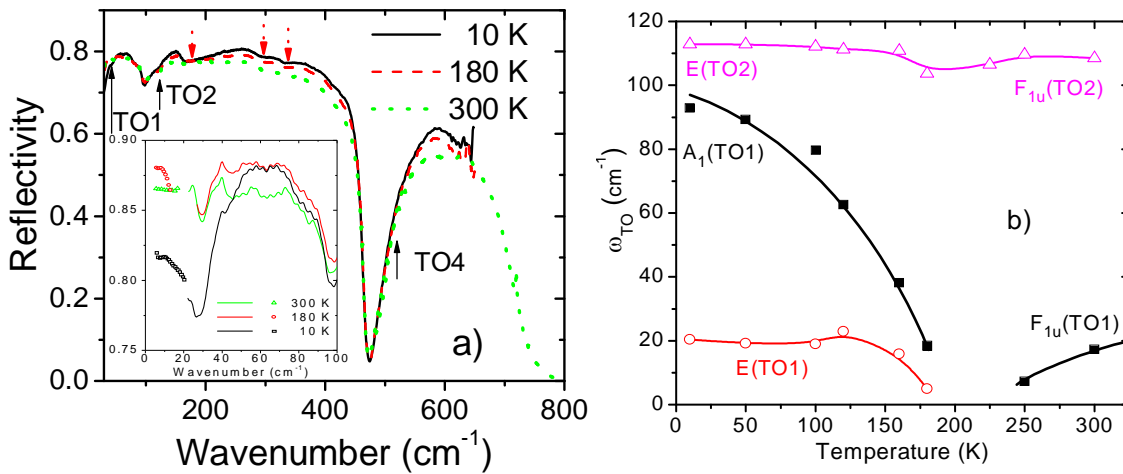 Reflectivity
0.8
0.6
0.4
0.2
0.0
200
400
600
800
Wavenumber (cm⁻¹)
10 K
180 K
300 K
TO1
TO2
TO4
a)
0.90
0.85
0.80
0.75
0
20
40
60
80
100
Wavenumber (cm⁻¹)
300 K
180 K
10 K
ω_TO (cm⁻¹)
120
100
80
60
40
20
0
0
50
100
150
200
250
300
Temperature (K)
E(TO2)
F₁ᵤ(TO2)
A₁(TO1)
b)
F₁ᵤ(TO1)
E(TO1)